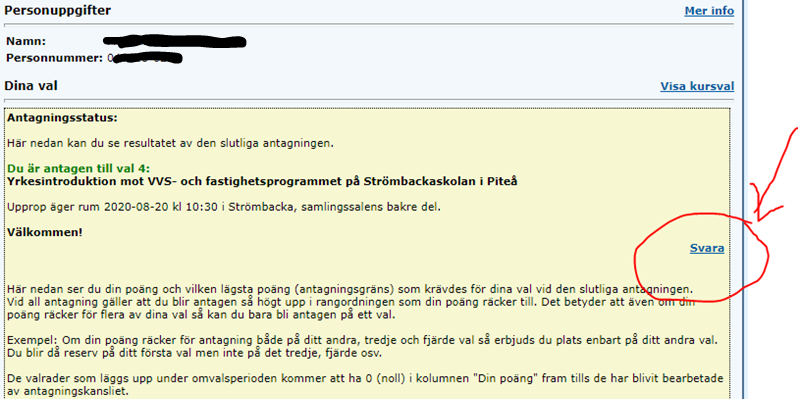 Personuppgifter Mer info
Namn:
Personnummer: 0
Dina val Visa kursval
Antagningsstatus:
Här nedan kan du se resultatet av den slutliga antagningen.
Du är antagen till val 4:
Yrkesintroduktion mot VVS- och fastighetsprogrammet på Strömbackaskolan i Piteå
Upprop äger rum 2020-08-20 kl 10:30 i Strömbacka, samlingssalens bakre del.
Välkommen!
Svara
Här nedan ser du din poäng och vilken lägsta poäng (antagningsgräns) som krävdes för dina val vid den slutliga antagningen.
Vid all antagning gäller att du blir antagen så högt upp i rangordningen som din poäng räcker till. Det betyder att även om din
poäng räcker för flera av dina val så kan du bara bli antagen på ett val.
Exempel: Om din poäng räcker för antagning både på ditt andra, tredje och fjärde val så erbjuds du plats enbart på ditt andra val.
Du blir då reserv på ditt första val men inte på det tredje, fjärde osv.
De valrader som läggs upp under omvalsperioden kommer att ha 0 (noll) i kolumnen "Din poäng" fram tills de har blivit bearbetade
av antagningskansliet.